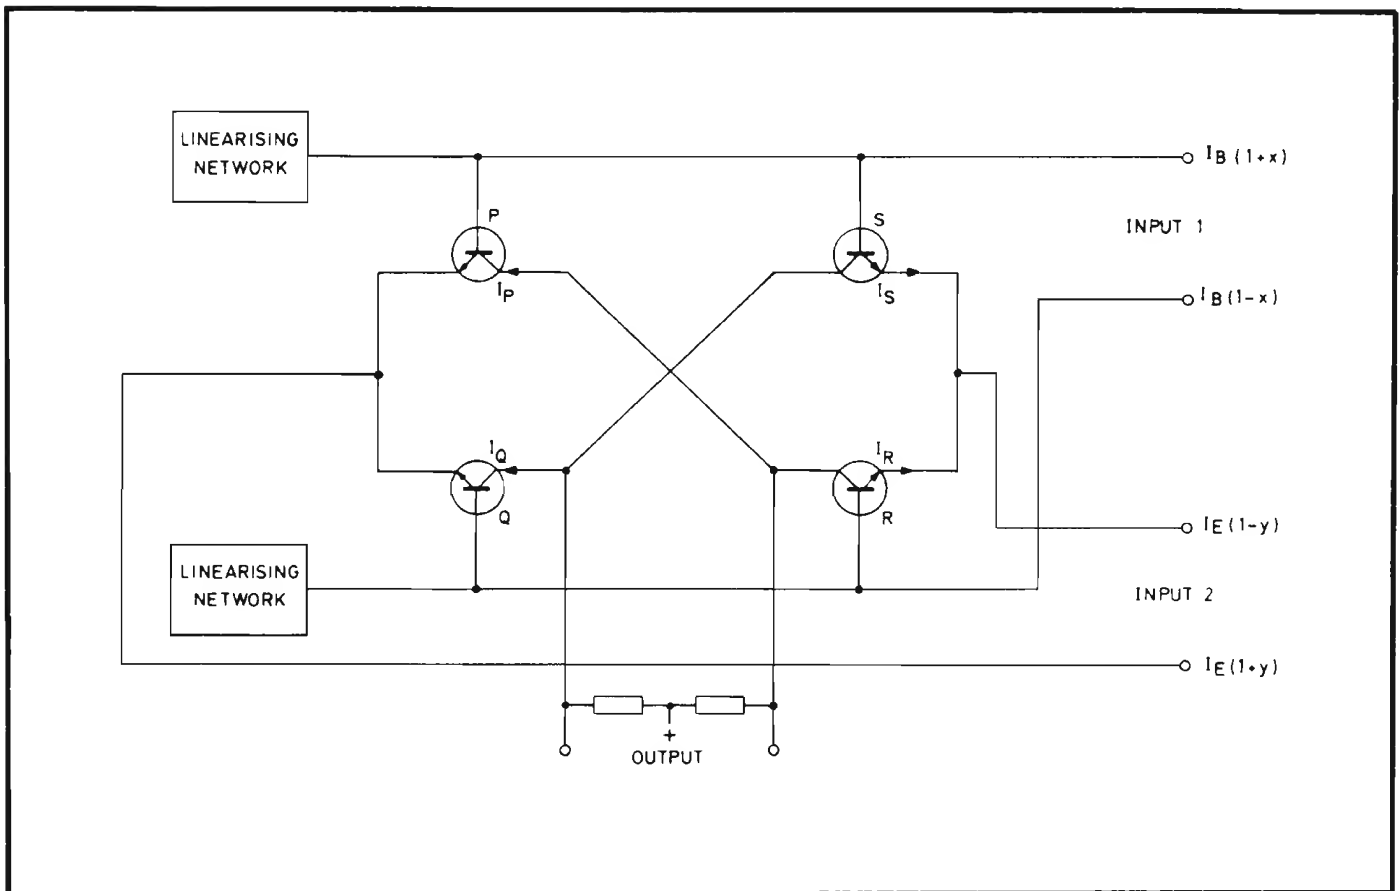 LINEARISING
NETWORK
I_B (1+x)
P
S
INPUT 1
I_P
I_S
I_B (1-x)
I_Q
I_R
Q
R
I_E (1-y)
LINEARISING
NETWORK
INPUT 2
I_E (1+y)
+
OUTPUT